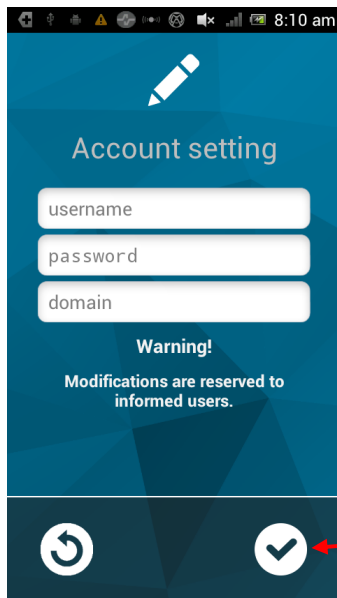 8:10 am
Account setting
username
password
domain
Warning!
Modifications are reserved to
informed users.